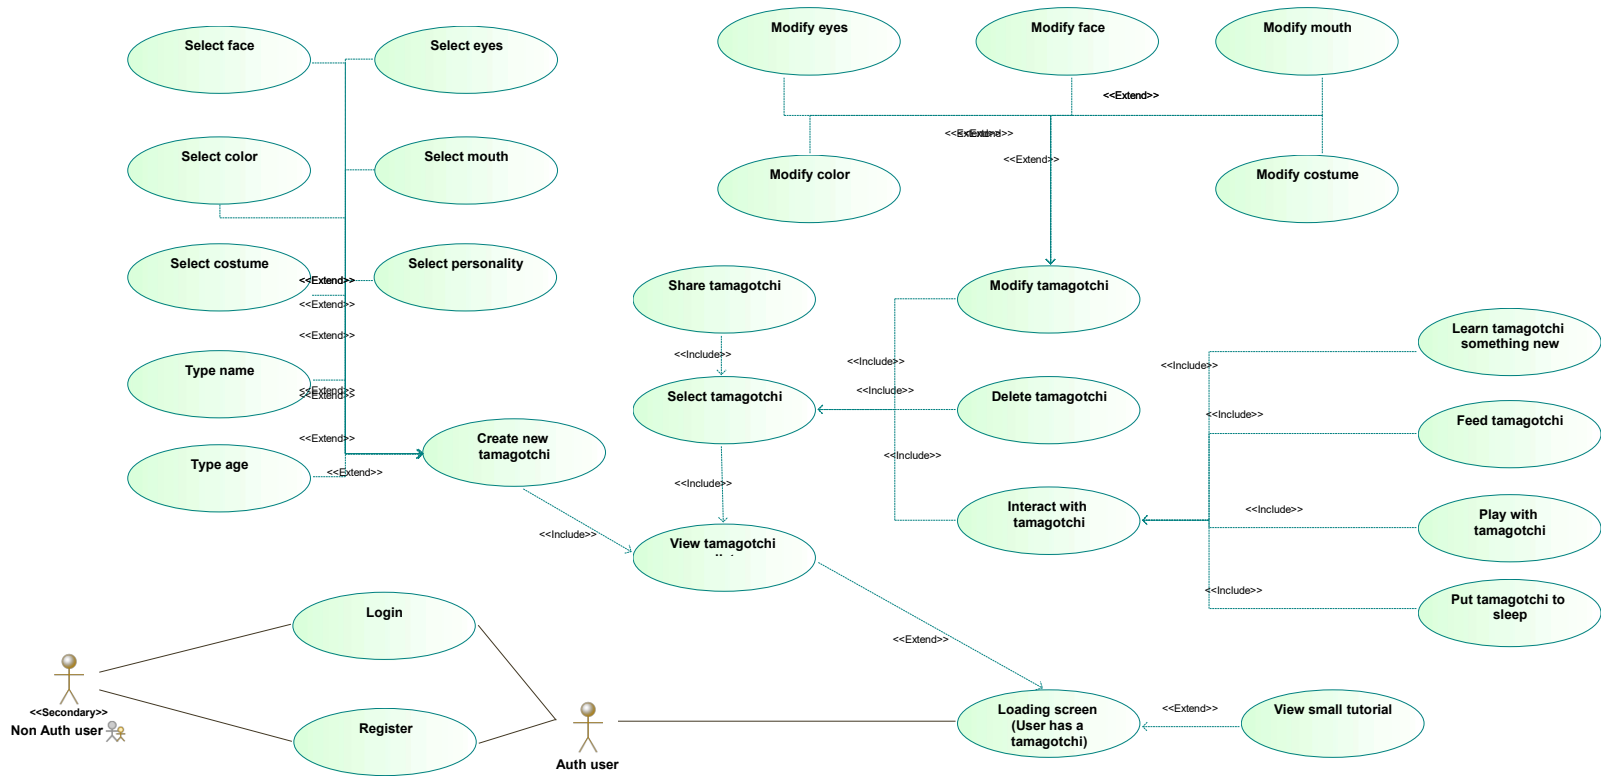 Select face
Select eyes
Modify eyes
Modify face
Modify mouth
<<Extend>>
<<Extend>>
<<Extend>>
Select color
Select mouth
Modify color
Modify costume
Select costume
Select personality
<<Extend>>
<<Extend>>
<<Extend>>
Share tamagotchi
Modify tamagotchi
<<Include>>
<<Include>>
Learn tamagotchi
something new
<<Include>>
Type name
<<Extend>>
<<Extend>>
Select tamagotchi
<<Include>>
Delete tamagotchi
<<Include>>
Feed tamagotchi
<<Extend>>
Create new
tamagotchi
Type age
<<Extend>>
<<Include>>
<<Include>>
Interact with
tamagotchi
<<Include>>
Play with
tamagotchi
<<Include>>
View tamagotchi
<<Include>>
Put tamagotchi to
sleep
Login
<<Extend>>
<<Secondary>>
Non Auth user
Register
Auth user
Loading screen
(User has a
tamagotchi)
<<Extend>>
View small tutorial